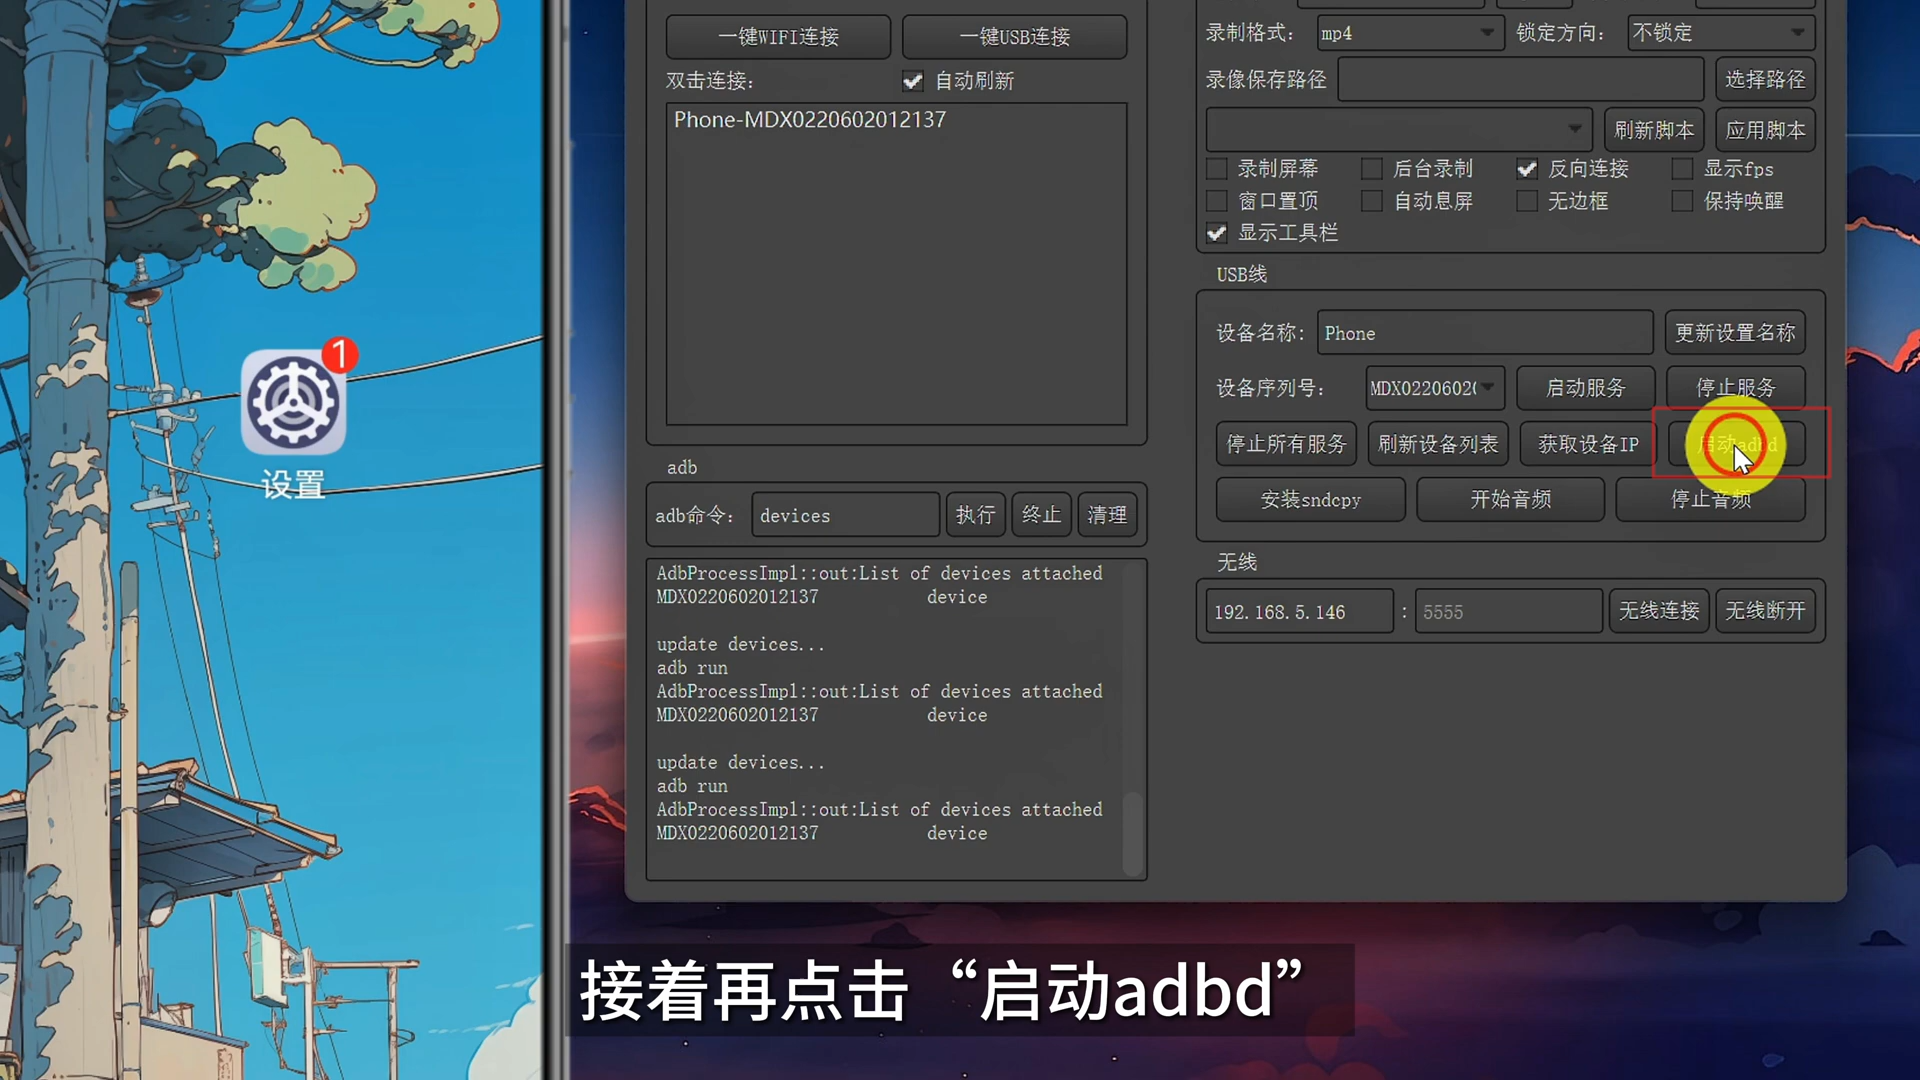 1
设置
一键WIFI连接
一键USB连接
双击连接:
自动刷新
Phone-MDX0220602012137
adb
adb命令:
devices
执行
终止
清理
AdbProcessImpl::out:List of devices attached
MDX0220602012137 device
update devices...
adb run
AdbProcessImpl::out:List of devices attached
MDX0220602012137 device
update devices...
adb run
AdbProcessImpl::out:List of devices attached
MDX0220602012137 device
录制格式:
mp4
锁定方向:
不锁定
录像保存路径
选择路径
刷新脚本
应用脚本
录制屏幕
后台录制
反向连接
显示fps
窗口置顶
自动息屏
无边框
保持唤醒
显示工具栏
USB线
设备名称:
Phone
更新设置名称
设备序列号:
MDX02206020
启动服务
停止服务
停止所有服务
刷新设备列表
获取设备IP
启动adbd
安装sndcpy
开始音频
停止音频
无线
192.168.5.146
:
5555
无线连接
无线断开
接着再点击“启动adbd”